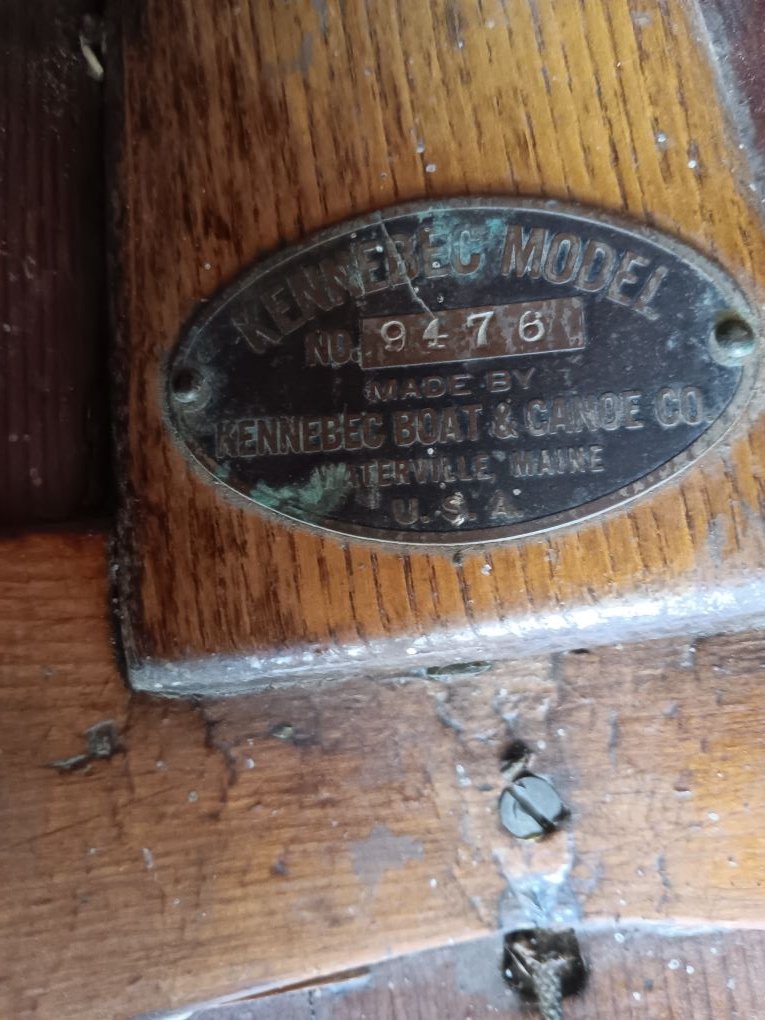 KENNEBEC MODEL
NO. 9476
MADE BY
KENNEBEC BOAT & CANOE CO.
WATERVILLE MAINE
U.S.A.